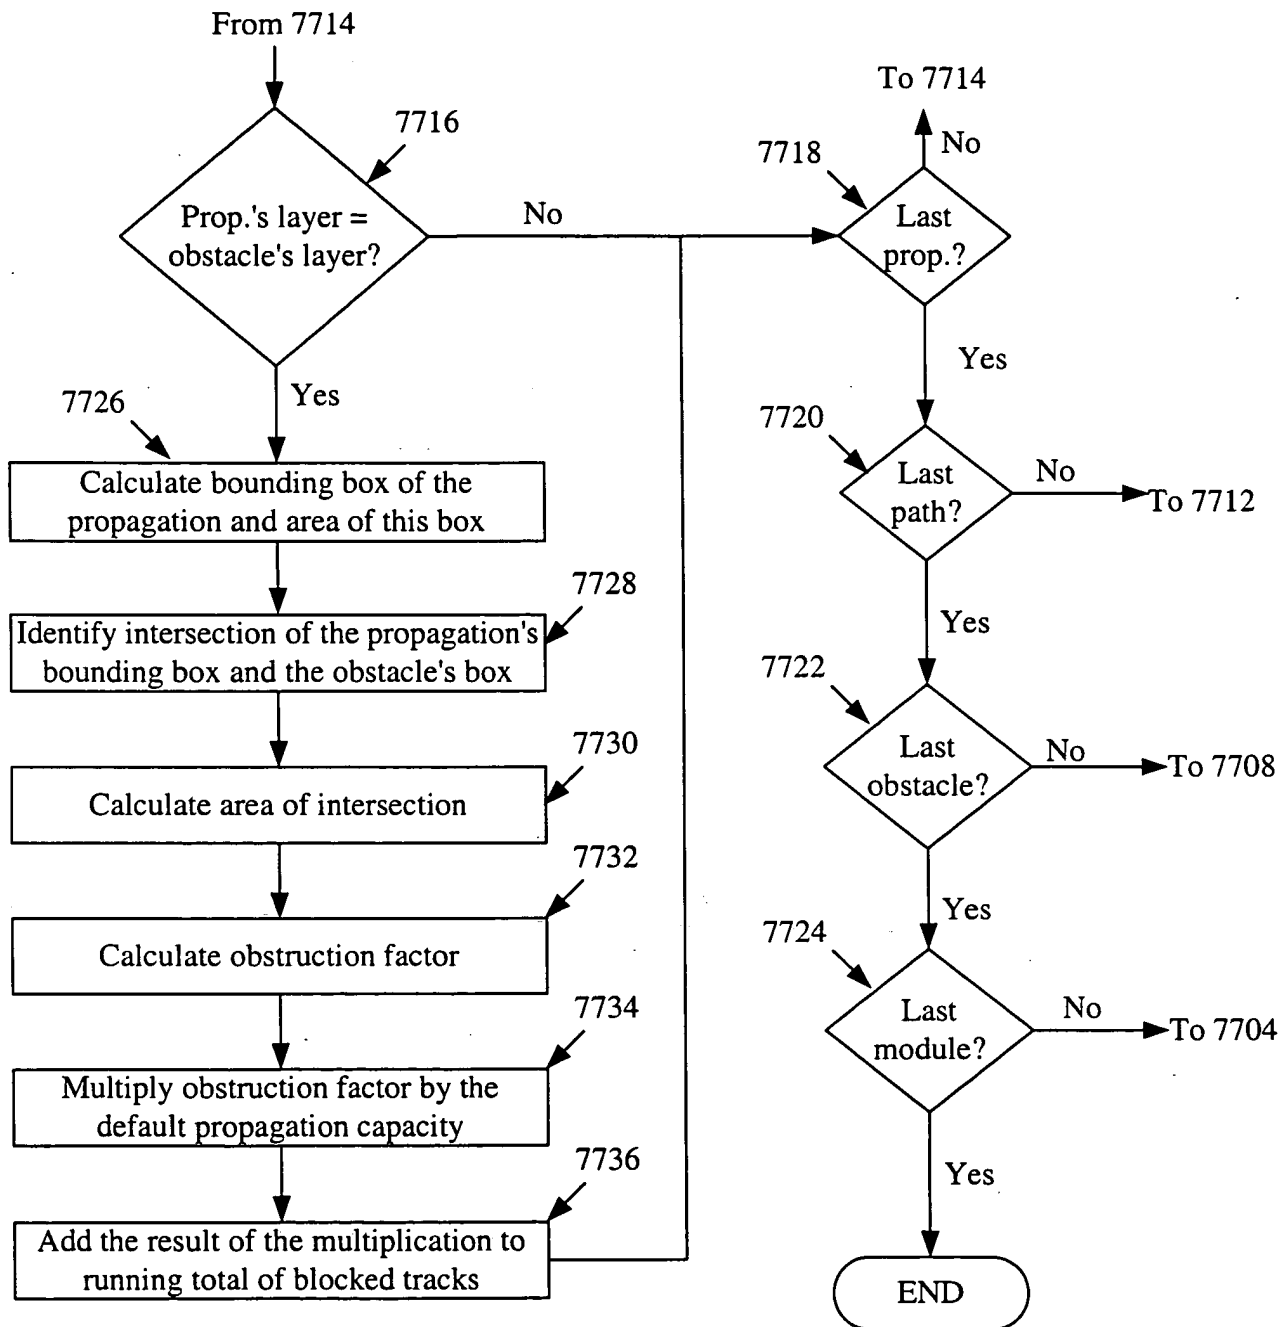 From 7714
7716
Prop.'s layer =
obstacle's layer?
No
Yes
7726
Calculate bounding box of the
propagation and area of this box
7728
Identify intersection of the propagation's
bounding box and the obstacle's box
7730
Calculate area of intersection
7732
Calculate obstruction factor
7734
Multiply obstruction factor by the
default propagation capacity
7736
Add the result of the multiplication to
running total of blocked tracks
To 7714
No
7718
Last
prop.?
Yes
7720
Last
path?
No
To 7712
Yes
7722
Last
obstacle?
No
To 7708
Yes
7724
Last
module?
No
To 7704
Yes
END